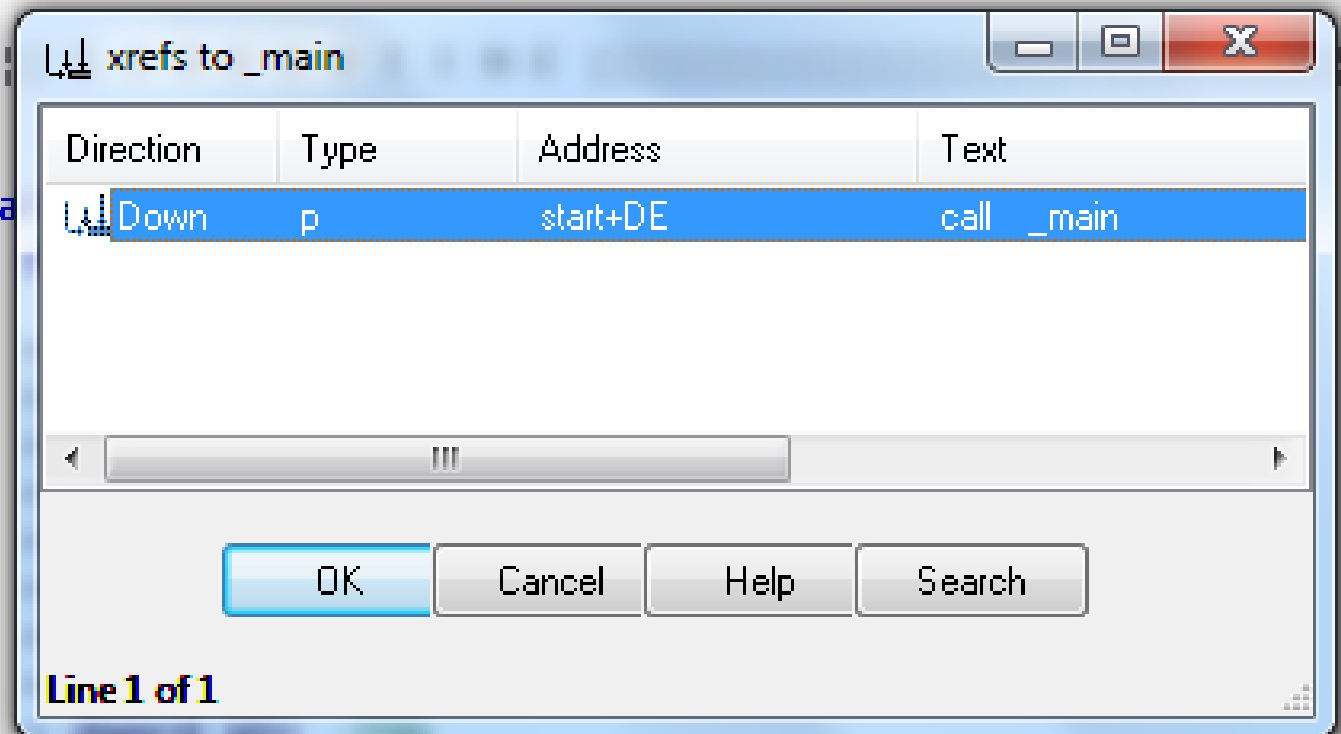 xrefs to _main
Direction Type Address Text
Down p start+DE call _main
OK Cancel Help Search
Line 1 of 1